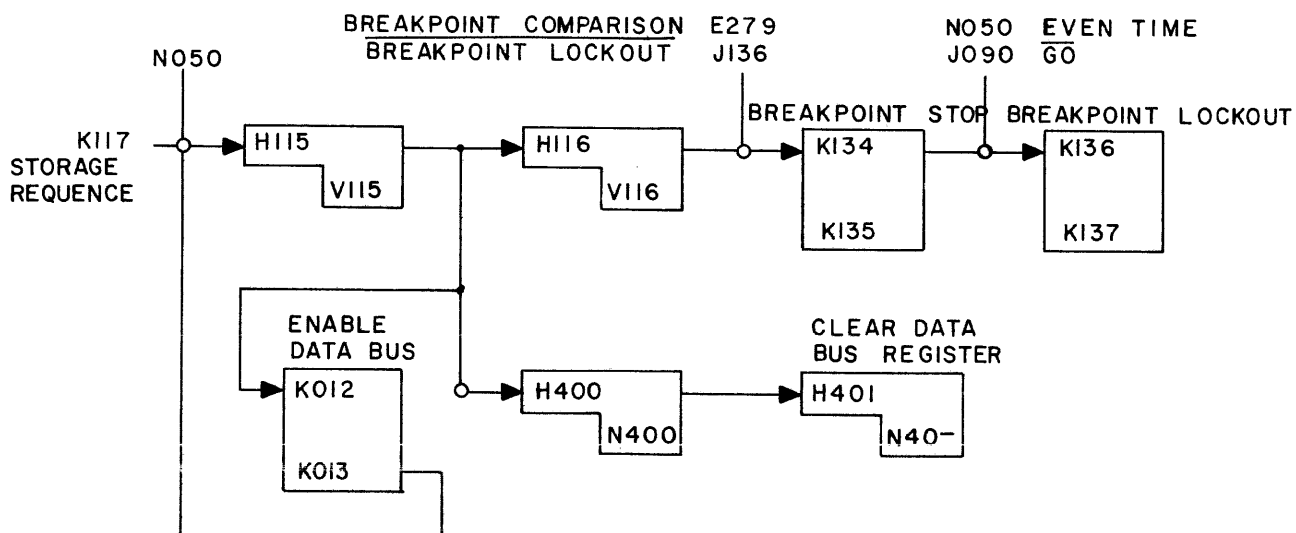 BREAKPOINT COMPARISON E279
BREAKPOINT LOCKOUT J136
N050 EVEN TIME
J090 GO
N050
BREAKPOINT STOP BREAKPOINT LOCKOUT
K117
STORAGE
REQUENCE
H115
V115
H116
V116
K134
K135
K136
K137
ENABLE
DATA BUS
K012
K013
H400
N400
CLEAR DATA
BUS REGISTER
H401
N40-